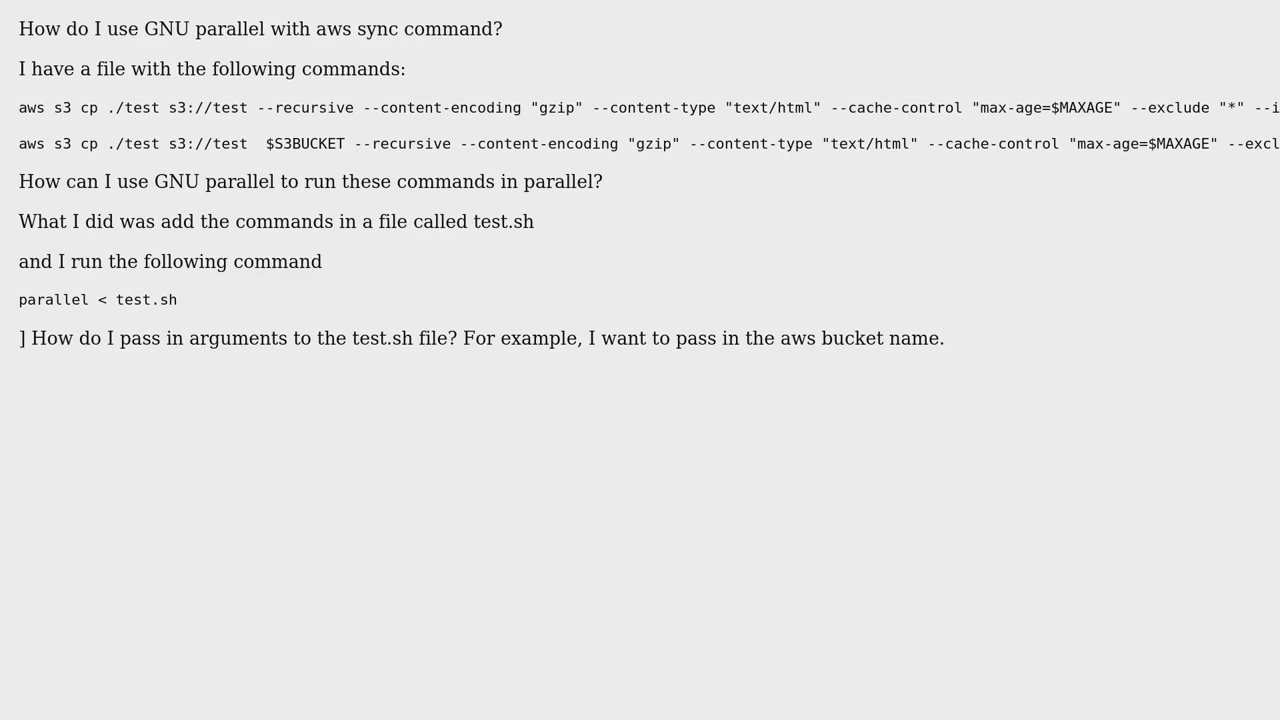 How do I use GNU parallel with aws sync command?
I have a file with the following commands:
aws s3 cp ./test s3://test --recursive --content-encoding "gzip" --content-type "text/html" --cache-control "max-age=$MAXAGE" --exclude "*" --i
aws s3 cp ./test s3://test  $S3BUCKET --recursive --content-encoding "gzip" --content-type "text/html" --cache-control "max-age=$MAXAGE" --excl
How can I use GNU parallel to run these commands in parallel?
What I did was add the commands in a file called test.sh
and I run the following command
parallel < test.sh
] How do I pass in arguments to the test.sh file? For example, I want to pass in the aws bucket name.